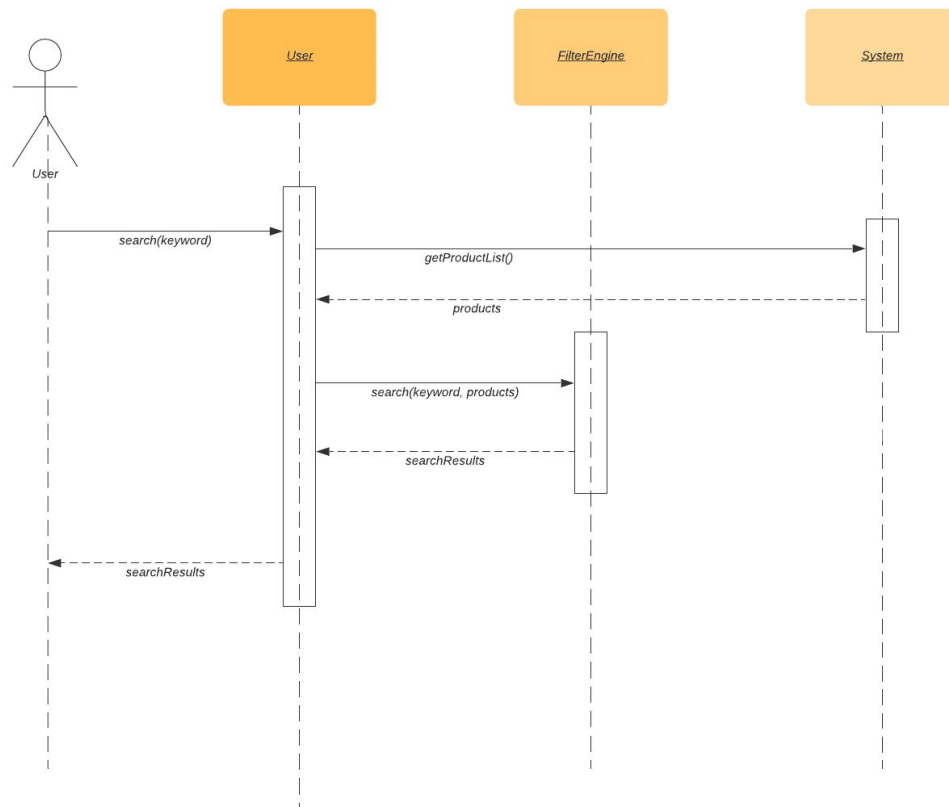 User
FilterEngine
System
User
search(keyword)
getProductList()
products
search(keyword, products)
searchResults
searchResults